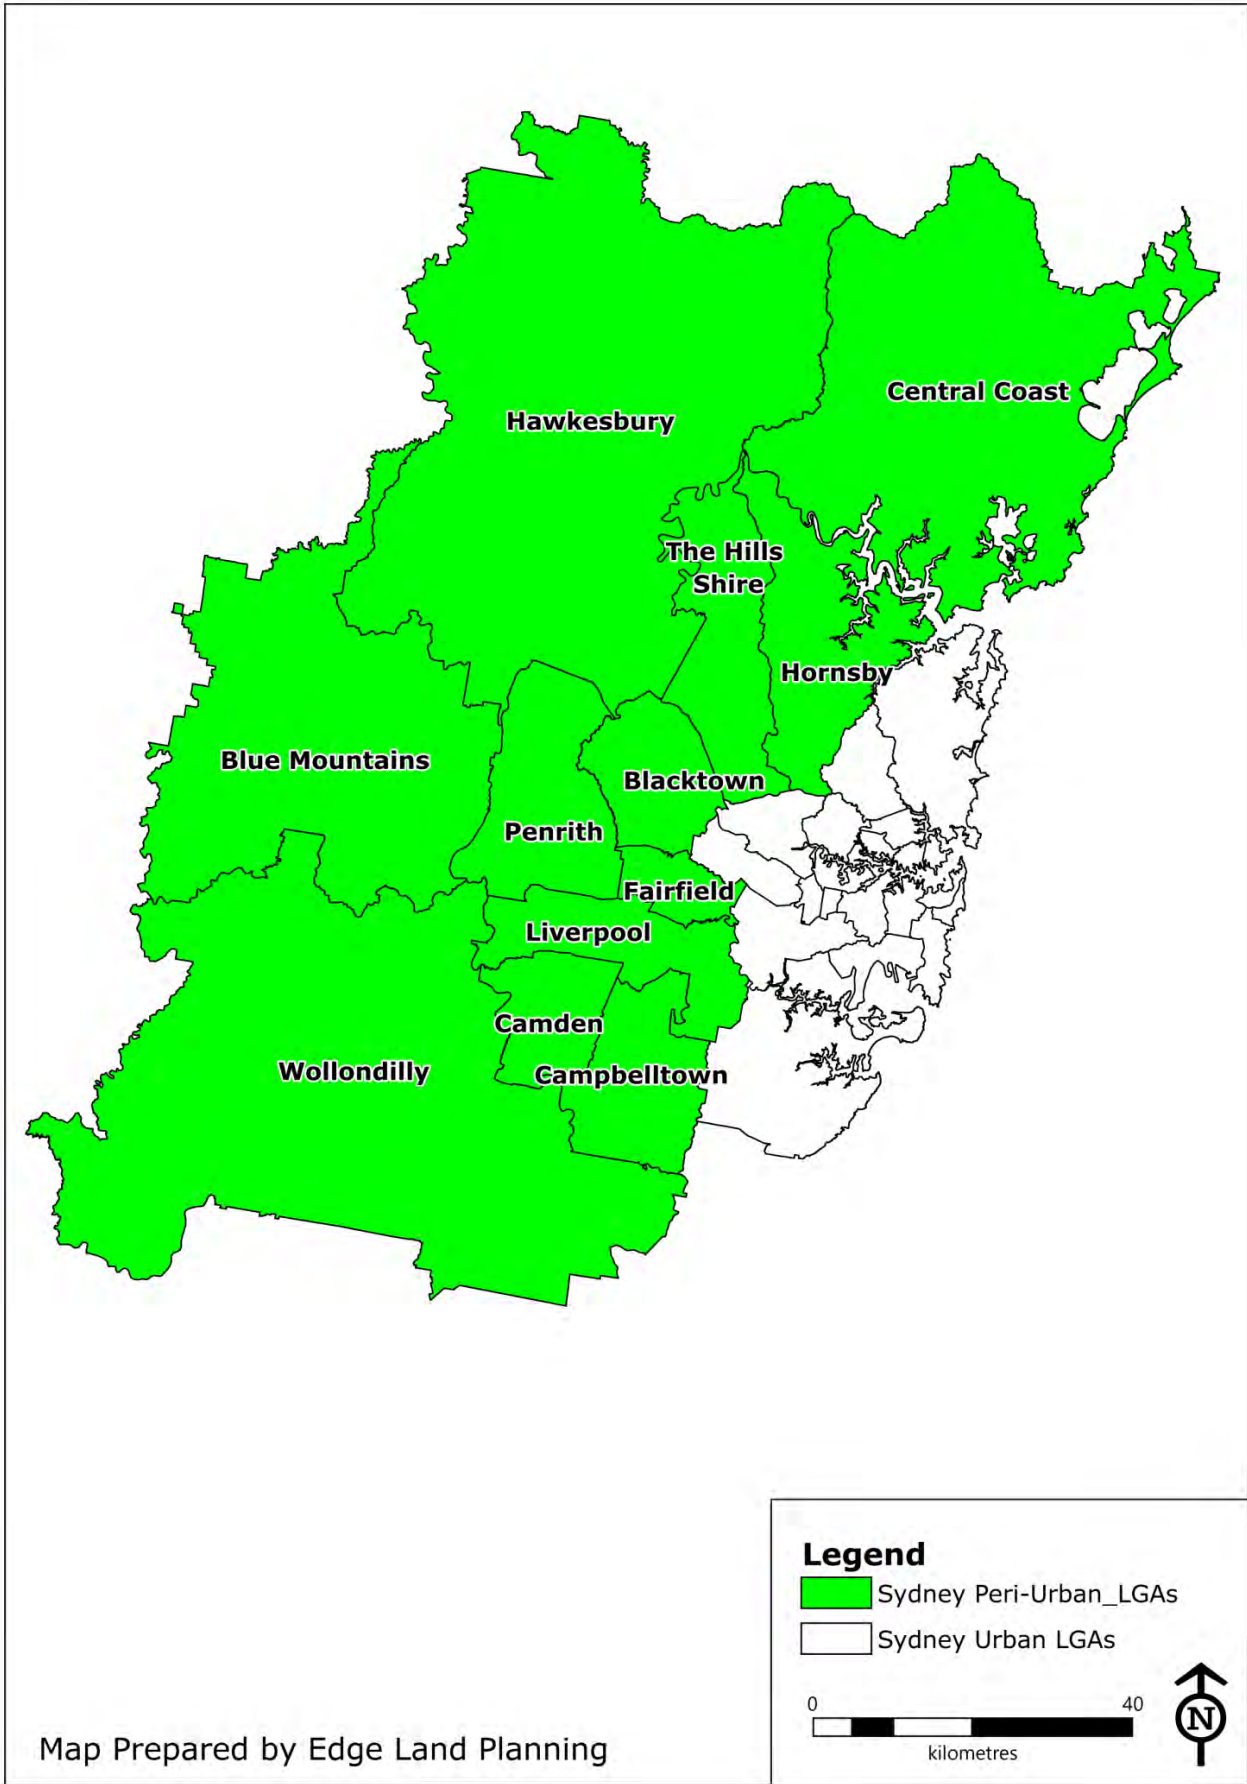 Central Coast
Hawkesbury
The Hills
Shire
Hornsby
Blue Mountains
Blacktown
Penrith
Fairfield
Liverpool
Camden
Wollondilly
Campbelltown
Legend
Sydney Peri-Urban_LGAs
Sydney Urban LGAs
0 40
kilometres
N
Map Prepared by Edge Land Planning